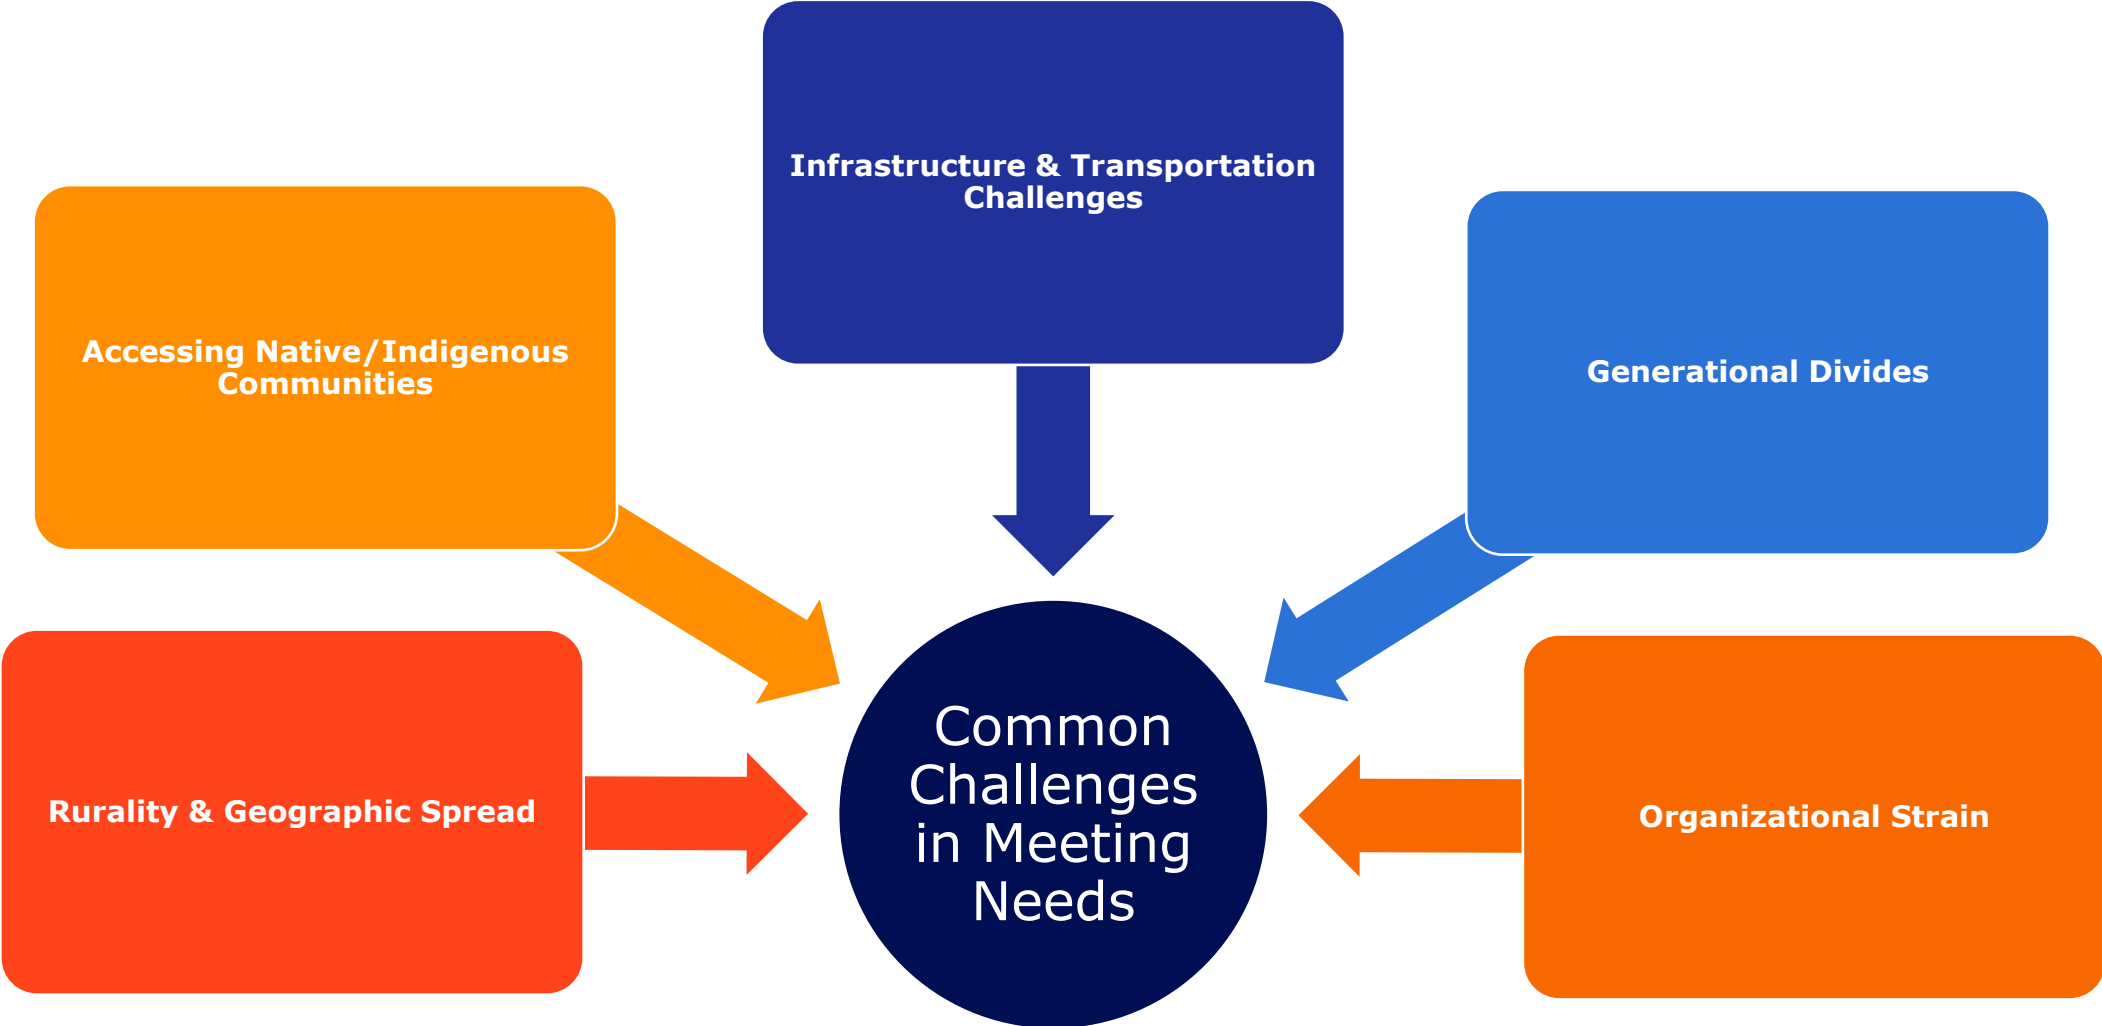 Infrastructure & Transportation
Challenges
Accessing Native/Indigenous
Communities
Generational Divides
Rurality & Geographic Spread
Common
Challenges
in Meeting
Needs
Organizational Strain